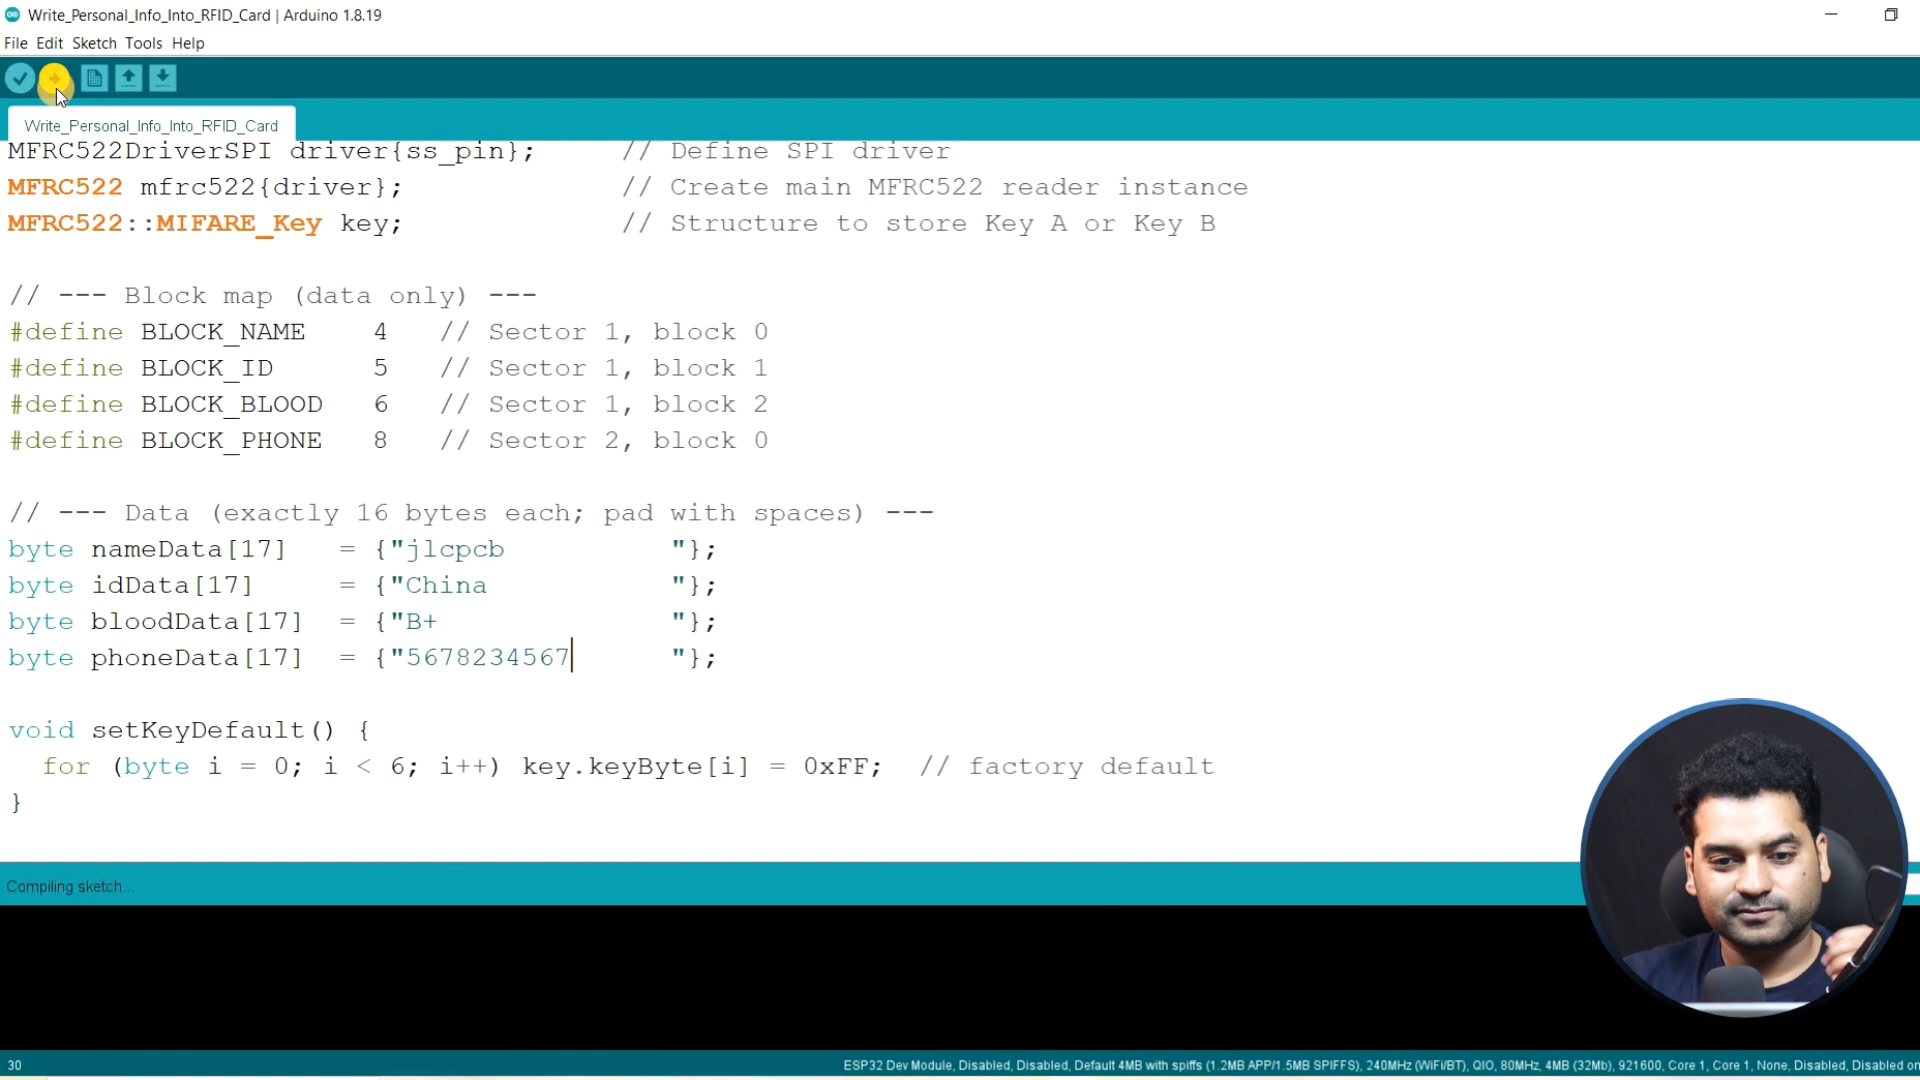 Write_Personal_Info_Into_RFID_Card | Arduino 1.8.19
File Edit Sketch Tools Help
Write_Personal_Info_Into_RFID_Card
MFRC522DriverSPI driver{ss_pin};     // Define SPI driver
MFRC522 mfrc522{driver};             // Create main MFRC522 reader instance
MFRC522::MIFARE_Key key;             // Structure to store Key A or Key B
// --- Block map (data only) ---
#define BLOCK_NAME    4   // Sector 1, block 0
#define BLOCK_ID      5   // Sector 1, block 1
#define BLOCK_BLOOD   6   // Sector 1, block 2
#define BLOCK_PHONE   8   // Sector 2, block 0
// --- Data (exactly 16 bytes each; pad with spaces) ---
byte nameData[17]   = {"jlcpcb          "};
byte idData[17]     = {"China           "};
byte bloodData[17]  = {"B+              "};
byte phoneData[17]  = {"5678234567      "};
void setKeyDefault() {
for (byte i = 0; i < 6; i++) key.keyByte[i] = 0xFF;  // factory default
}
Compiling sketch...
30
ESP32 Dev Module, Disabled, Disabled, Default 4MB with spiffs (1.2MB APP/1.5MB SPIFFS), 240MHz (WiFi/BT), QIO, 80MHz, 4MB (32Mb), 921600, Core 1, Core 1, None, Disabled, Disabled on